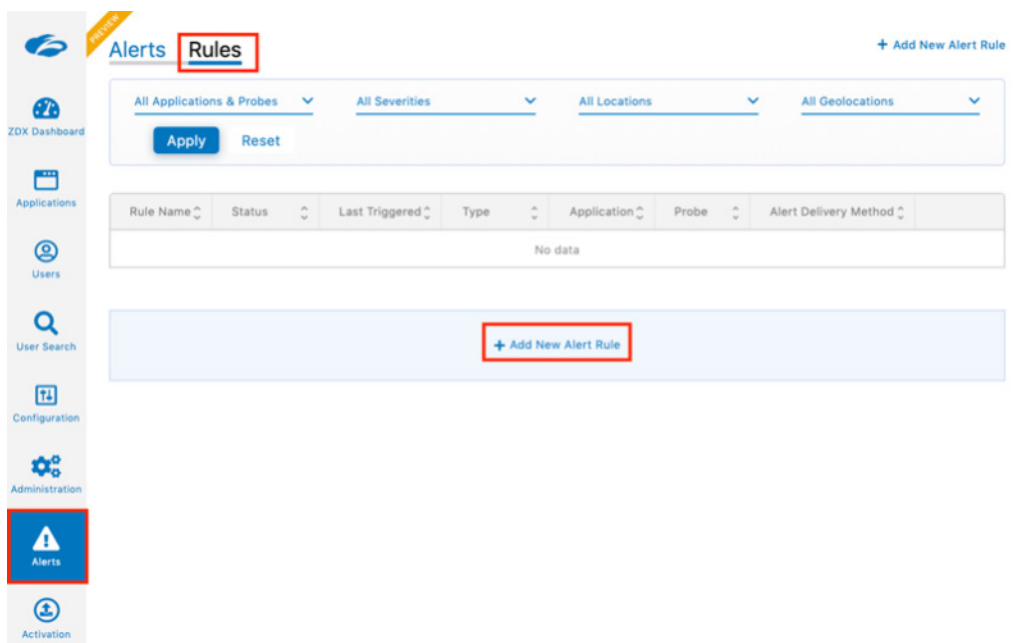 PREVIEW
Alerts Rules
+ Add New Alert Rule
ZDX Dashboard
Applications
Users
User Search
Configuration
Administration
Alerts
Activation
All Applications & Probes All Severities All Locations All Geolocations
Apply Reset
Rule Name Status Last Triggered Type Application Probe Alert Delivery Method
No data
+ Add New Alert Rule